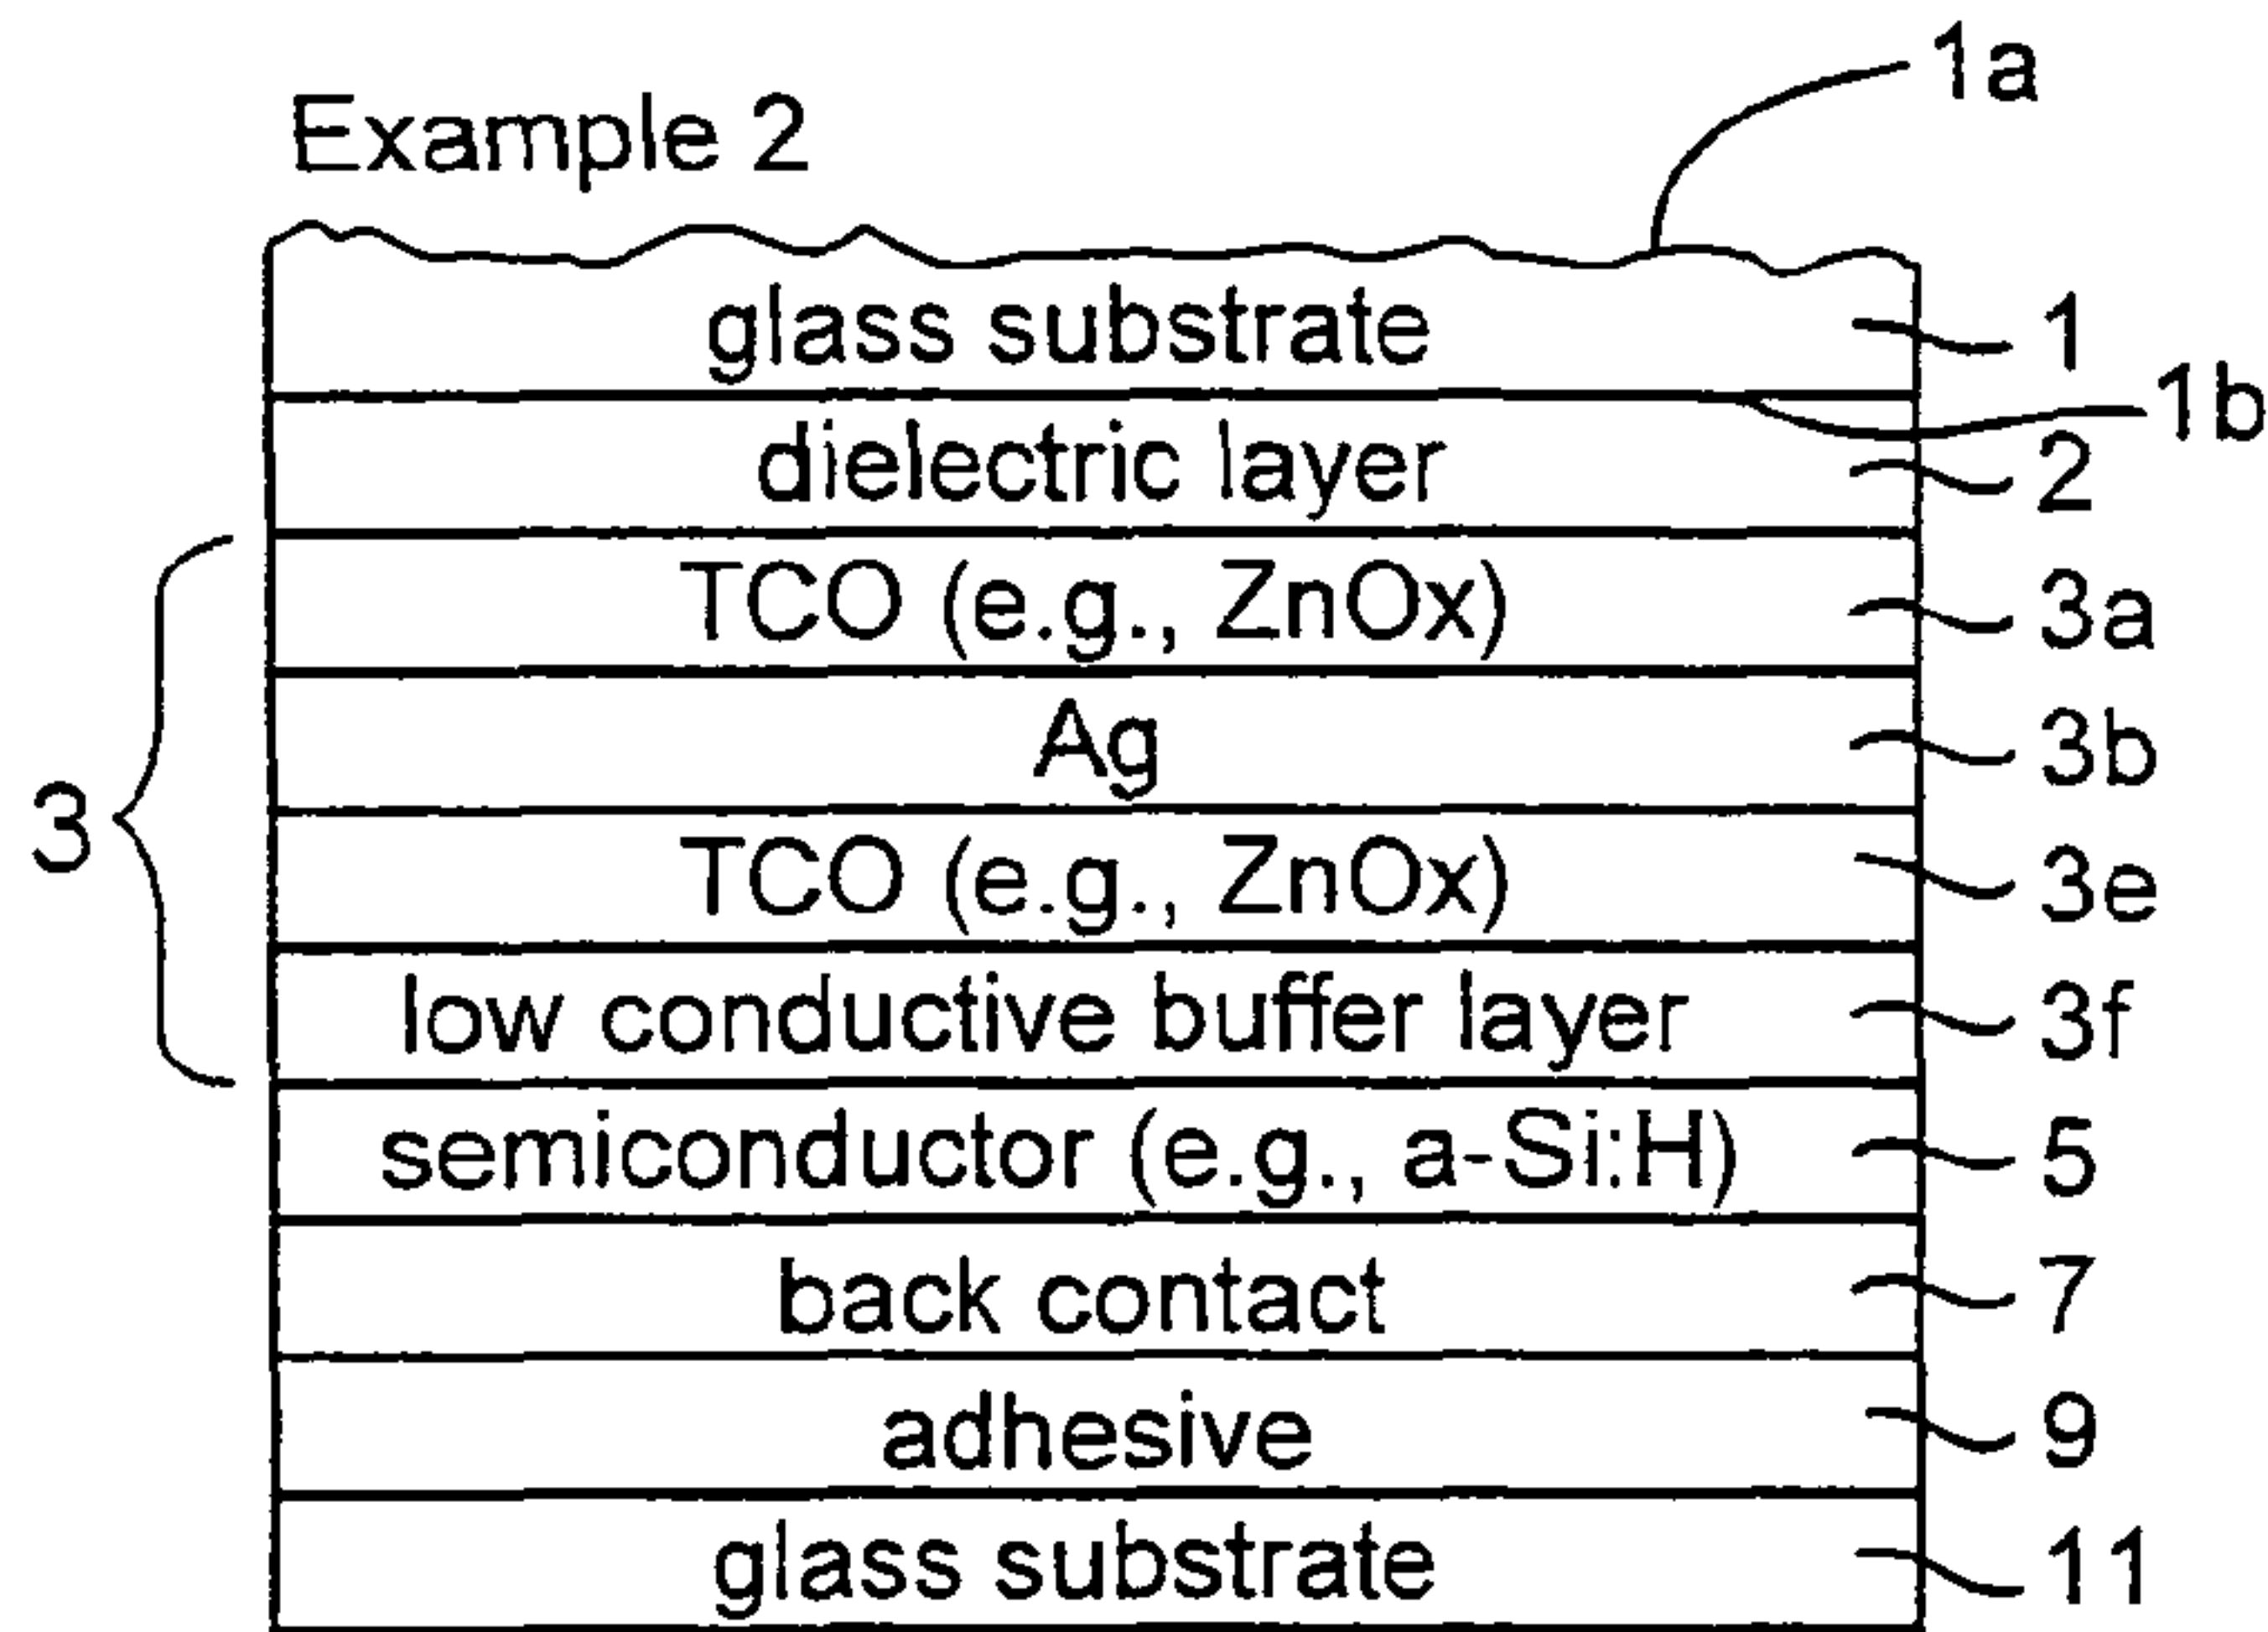 1a
Example 2
glass substrate 1
1b
dielectric layer 2
TCO (e.g., ZnOx) 3a
Ag 3b
3
TCO (e.g., ZnOx) 3e
low conductive buffer layer 3f
semiconductor (e.g., a-Si:H) 5
back contact 7
adhesive 9
glass substrate 11